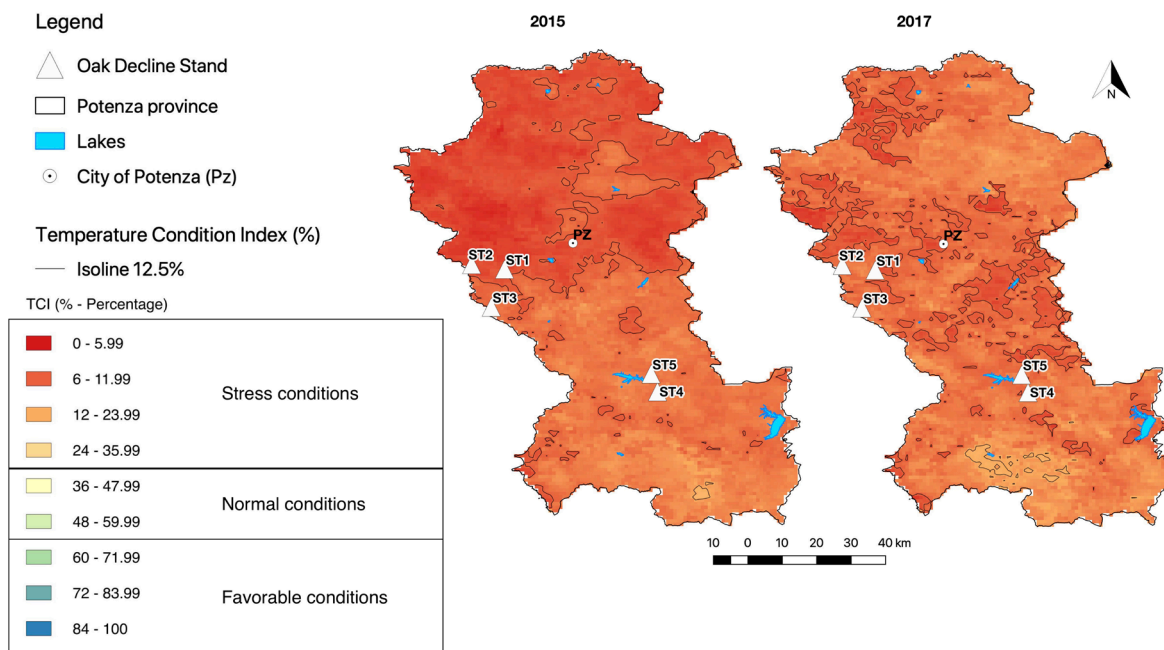 Legend
Oak Decline Stand
Potenza province
Lakes
City of Potenza (Pz)
Temperature Condition Index (%)
Isoline 12.5%
TCI (% - Percentage)
0 - 5.99
6 - 11.99
12 - 23.99
24 - 35.99
Stress conditions
36 - 47.99
48 - 59.99
Normal conditions
60 - 71.99
72 - 83.99
84 - 100
Favorable conditions
2015
PZ
ST2
ST1
ST3
ST5
ST4
2017
PZ
ST2
ST1
ST3
ST5
ST4
N
10 0 10 20 30 40 km